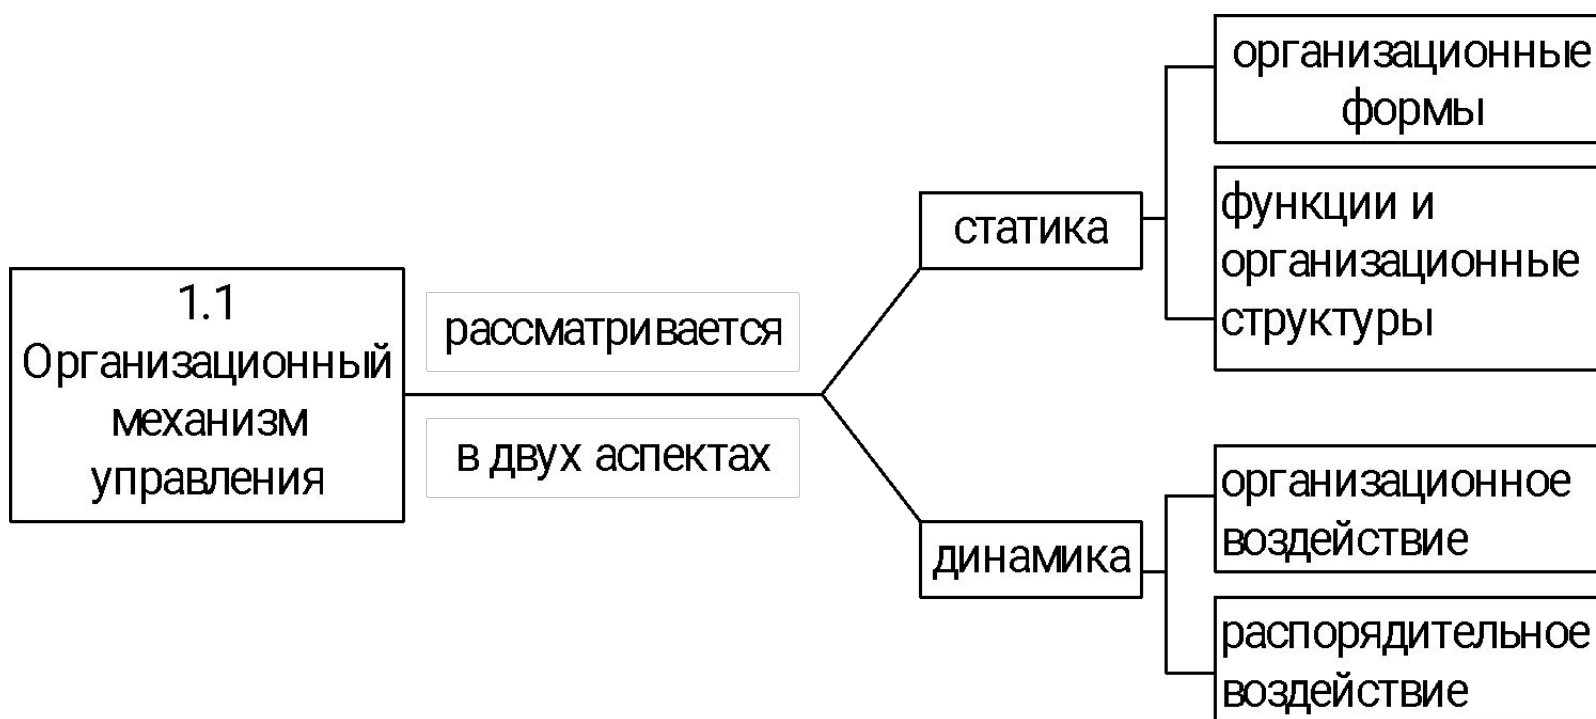 1.1
Организационный
механизм
управления
рассматривается
в двух аспектах
статика
организационные
формы
функции и
организационные
структуры
динамика
организационное
воздействие
распорядительное
воздействие